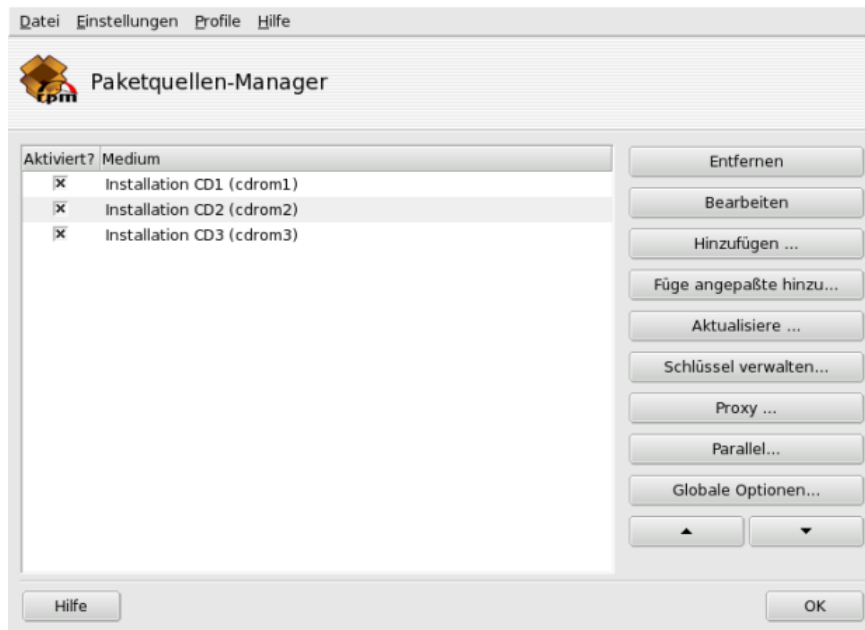 Datei Einstellungen Profile Hilfe
rpm
Paketquellen-Manager
Aktiviert? Medium
Installation CD1 (cdrom1)
Installation CD2 (cdrom2)
Installation CD3 (cdrom3)
Entfernen
Bearbeiten
Hinzufügen ...
Füge angepaßte hinzu...
Aktualisiere ...
Schlüssel verwalten...
Proxy ...
Parallel...
Globale Optionen...
Hilfe
OK